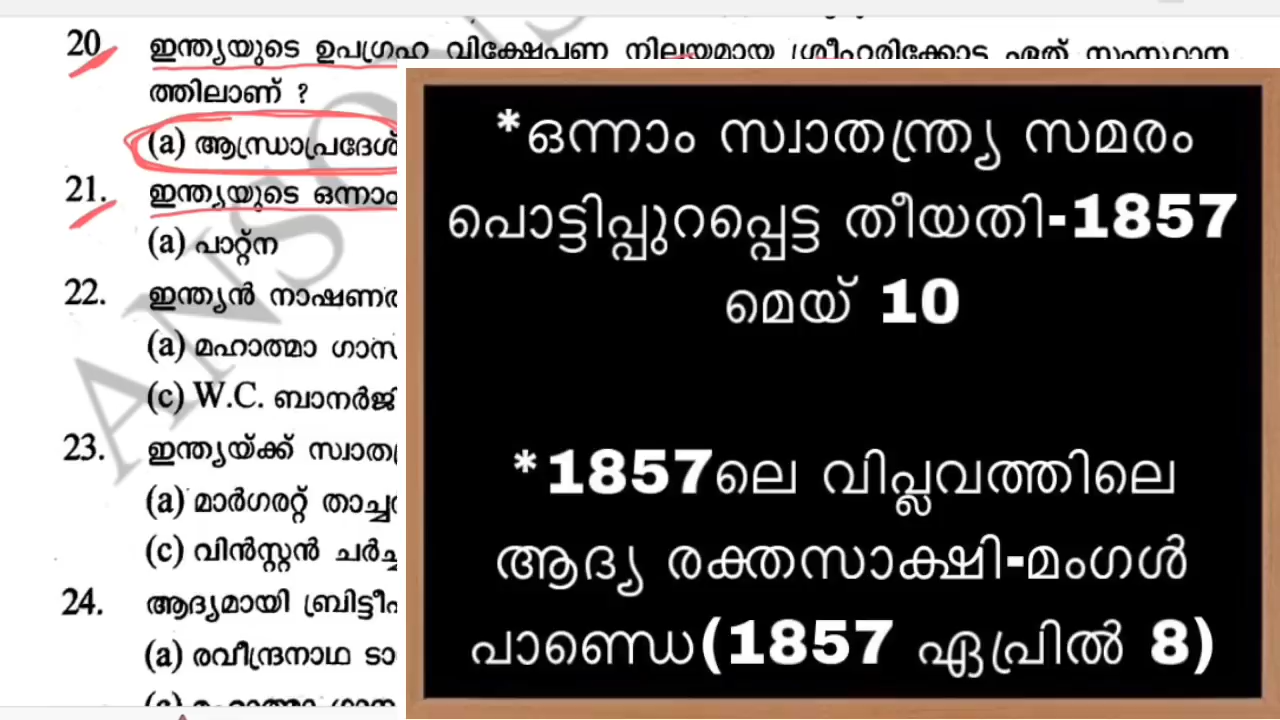 20. ഇന്ത്യയുടെ ഉപഗ്രഹ വിക്ഷേപണ നിലയമായ ശ്രീഹരിക്കോട ഏത് സംസ്ഥാന
ത്തിലാണ് ?
(a) ആന്ധ്രാപ്രദേശ്
21. ഇന്ത്യയുടെ ഒന്നാം
(a) പാറ്റ്ന
22. ഇന്ത്യൻ നാഷണൽ
(a) മഹാത്മാ
(c) W.C. ബാനർജി
23. ഇന്ത്യയ്ക്ക്
(a) മാർഗരറ്റ്
(c) വിൻസ്റ്റൻ
24. ആദ്യമായി
(a) രവീന്ദ്രനാഥ
*ഒന്നാം സ്വാതന്ത്ര്യ സമരം
പൊട്ടിപ്പുറപ്പെട്ട തീയതി-1857
മെയ് 10
*1857ലെ വിപ്ലവത്തിലെ
ആദ്യ രക്തസാക്ഷി-മംഗൾ
പാണ്ഡെ(1857 ഏപ്രിൽ 8)